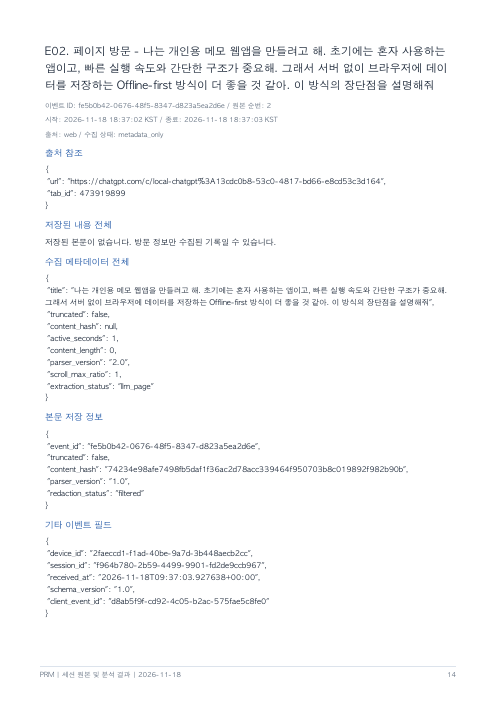 E02. 페이지 방문 - 나는 개인용 메모 웹앱을 만들려고 해. 초기에는 혼자 사용하는
앱이고, 빠른 실행 속도와 간단한 구조가 중요해. 그래서 서버 없이 브라우저에 데이
터를 저장하는 Offline-first 방식이 더 좋을 것 같아. 이 방식의 장단점을 설명해줘
이벤트 ID: fe5b0b42-0676-48f5-8347-d823a5ea2d6e / 원본 순번: 2
시작: 2026-11-18 18:37:02 KST / 종료: 2026-11-18 18:37:03 KST
출처: web / 수집 상태: metadata_only
출처 참조
{
"url": "https://chatgpt.com/c/local-chatgpt%3A13cdc0b8-53c0-4817-bd66-e8cd53c3d164",
"tab_id": 473919899
}
저장된 내용 전체
저장된 본문이 없습니다. 방문 정보만 수집된 기록일 수 있습니다.
수집 메타데이터 전체
{
"title": "나는 개인용 메모 웹앱을 만들려고 해. 초기에는 혼자 사용하는 앱이고, 빠른 실행 속도와 간단한 구조가 중요해.
그래서 서버 없이 브라우저에 데이터를 저장하는 Offline-first 방식이 더 좋을 것 같아. 이 방식의 장단점을 설명해줘",
"truncated": false,
"content_hash": null,
"active_seconds": 1,
"content_length": 0,
"parser_version": "2.0",
"scroll_max_ratio": 1,
"extraction_status": "llm_page"
}
본문 저장 정보
{
"event_id": "fe5b0b42-0676-48f5-8347-d823a5ea2d6e",
"truncated": false,
"content_hash": "74234e98afe7498fb5daf1f36ac2d78acc339464f950703b8c019892f982b90b",
"parser_version": "1.0",
"redaction_status": "filtered"
}
기타 이벤트 필드
{
"device_id": "2faeccd1-f1ad-40be-9a7d-3b448aecb2cc",
"session_id": "f964b780-2b59-4499-9901-fd2de9ccb967",
"received_at": "2026-11-18T09:37:03.927638+00:00",
"schema_version": "1.0",
"client_event_id": "d8ab5f9f-cd92-4c05-b2ac-575fae5c8fe0"
}
PRM | 세션 원본 및 분석 결과 | 2026-11-18
14